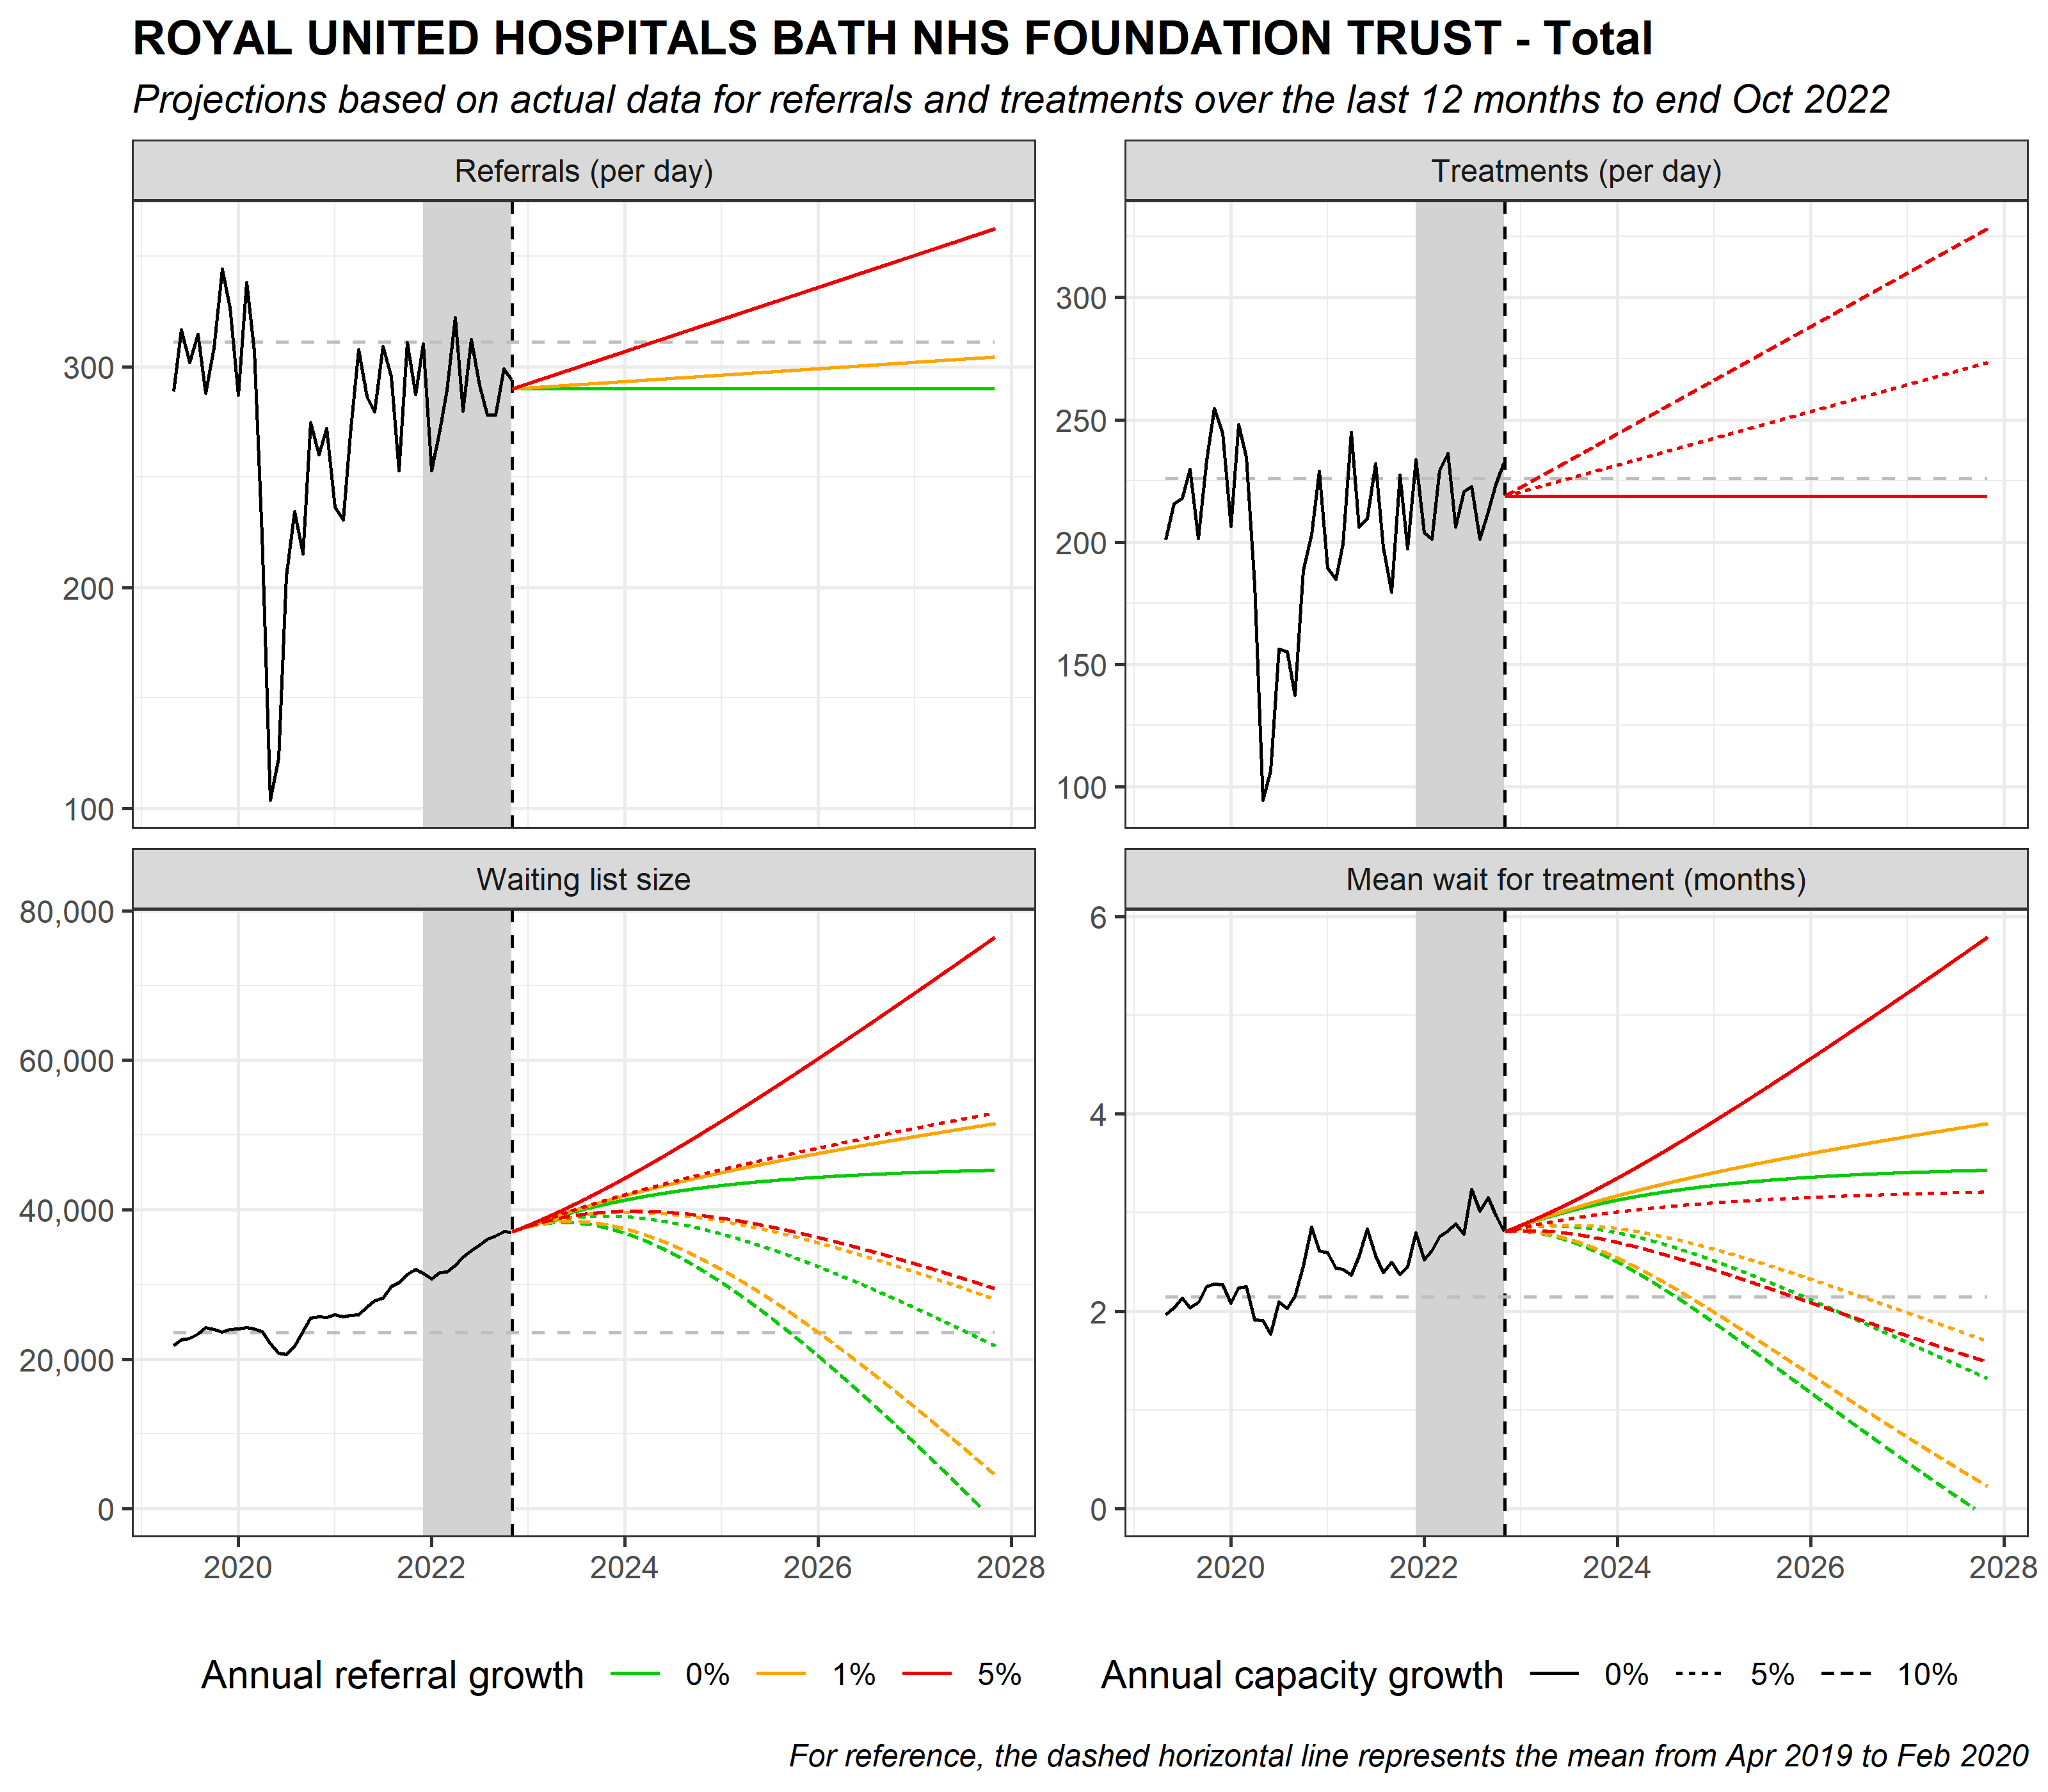 ROYAL UNITED HOSPITALS BATH NHS FOUNDATION TRUST - Total
Projections based on actual data for referrals and treatments over the last 12 months to end Oct 2022
Referrals (per day)
300
200
100
Treatments (per day)
300
250
200
150
100
Waiting list size
80,000
60,000
40,000
20,000
0
2020 2022 2024 2026 2028
Mean wait for treatment (months)
6
4
2
0
2020 2022 2024 2026 2028
Annual referral growth 0% 1% 5% Annual capacity growth 0% 5% 10%
For reference, the dashed horizontal line represents the mean from Apr 2019 to Feb 2020